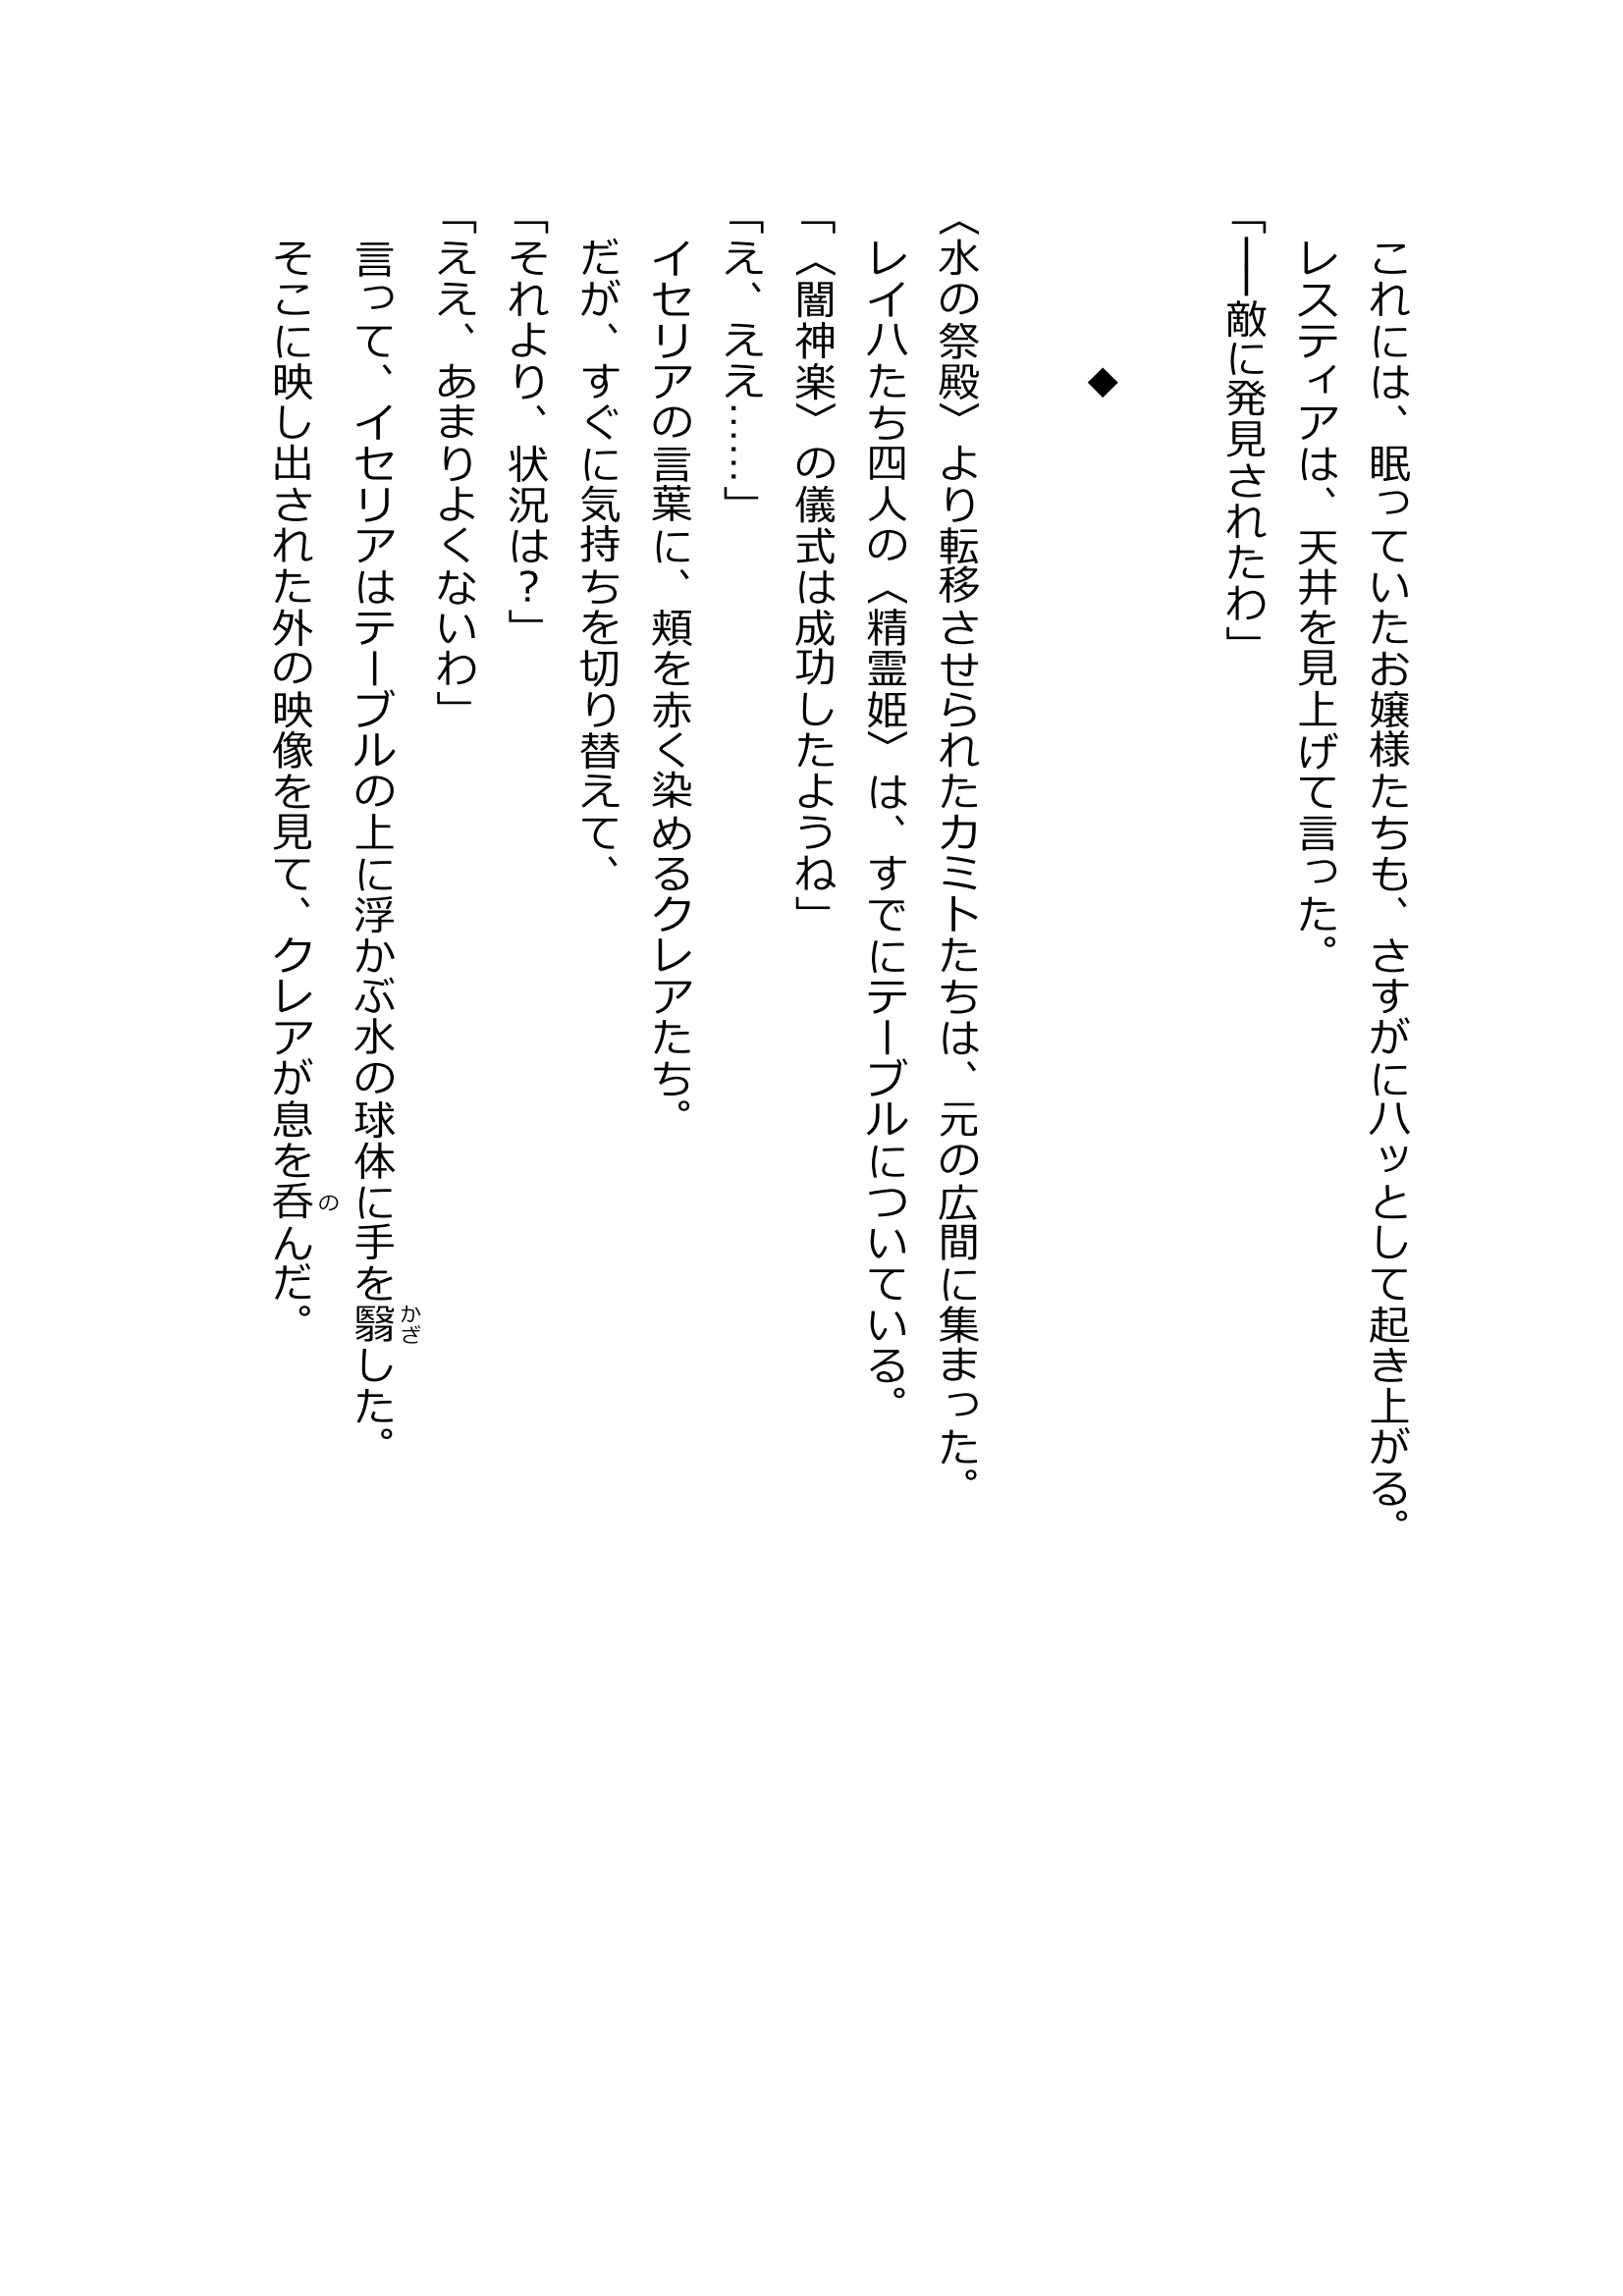 これには、眠っていたお嬢様たちも、さすがにハッとして起き上がる。
レスティアは、天井を見上げて言った。
「――敵に発見されたわ」
◆
〈水の祭殿〉より転移させられたカミトたちは、元の広間に集まった。
レイハたち四人の〈精霊姫〉は、すでにテーブルについている。
「〈闇神楽〉の儀式は成功したようね」
「え、ええ……」
イセリアの言葉に、頬を赤く染めるクレアたち。
だが、すぐに気持ちを切り替えて、
「それより、状況は?」
「ええ、あまりよくないわ」
言って、イセリアはテーブルの上に浮かぶ水の球体に手を翳した。
かざ
そこに映し出された外の映像を見て、クレアが息を呑んだ。
の